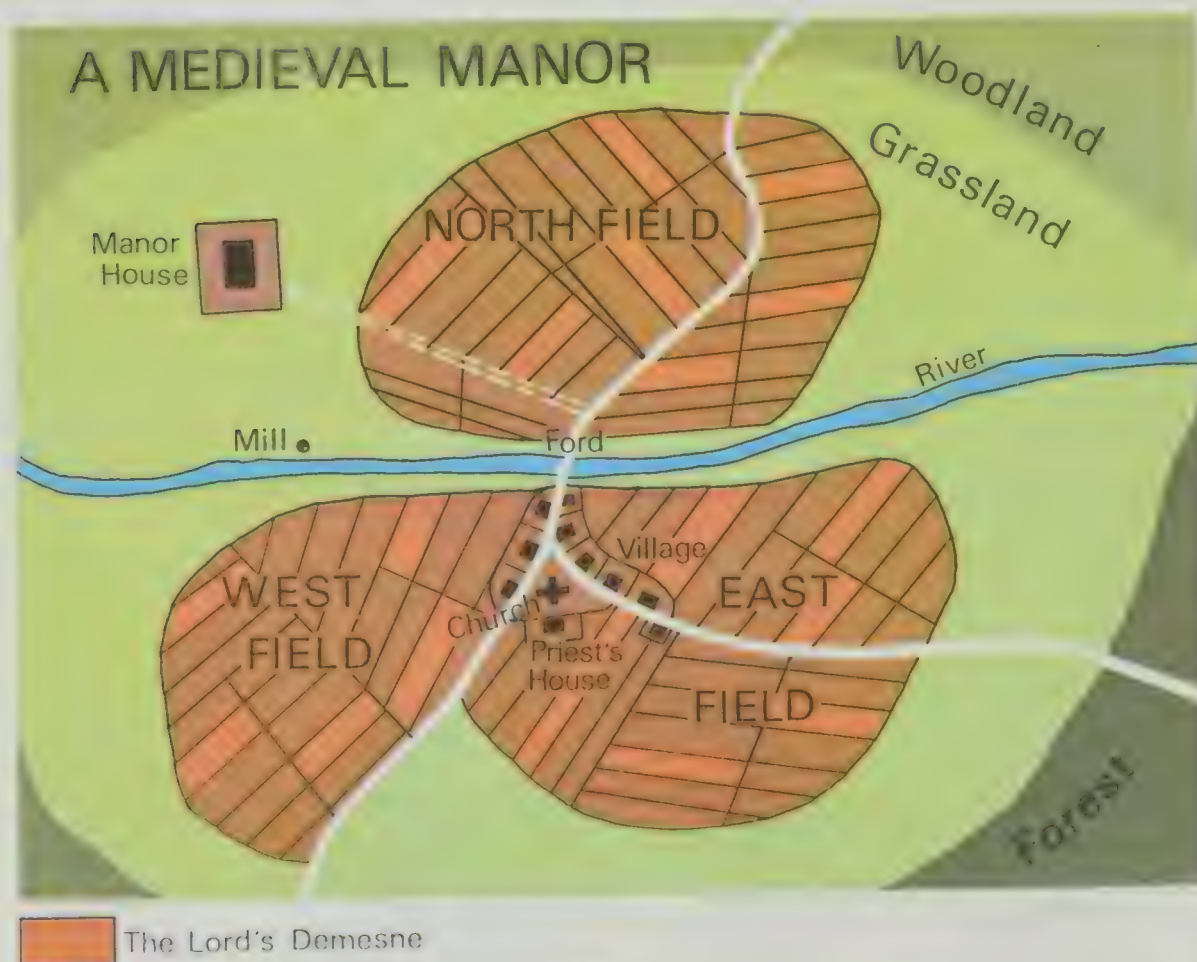 A MEDIEVAL MANOR
Woodland
Grassland
NORTH FIELD
Manor
House
River
Mill
Ford
Village
WEST
FIELD
EAST
FIELD
Church
Priest's
House
Forest
The Lord's Demesne